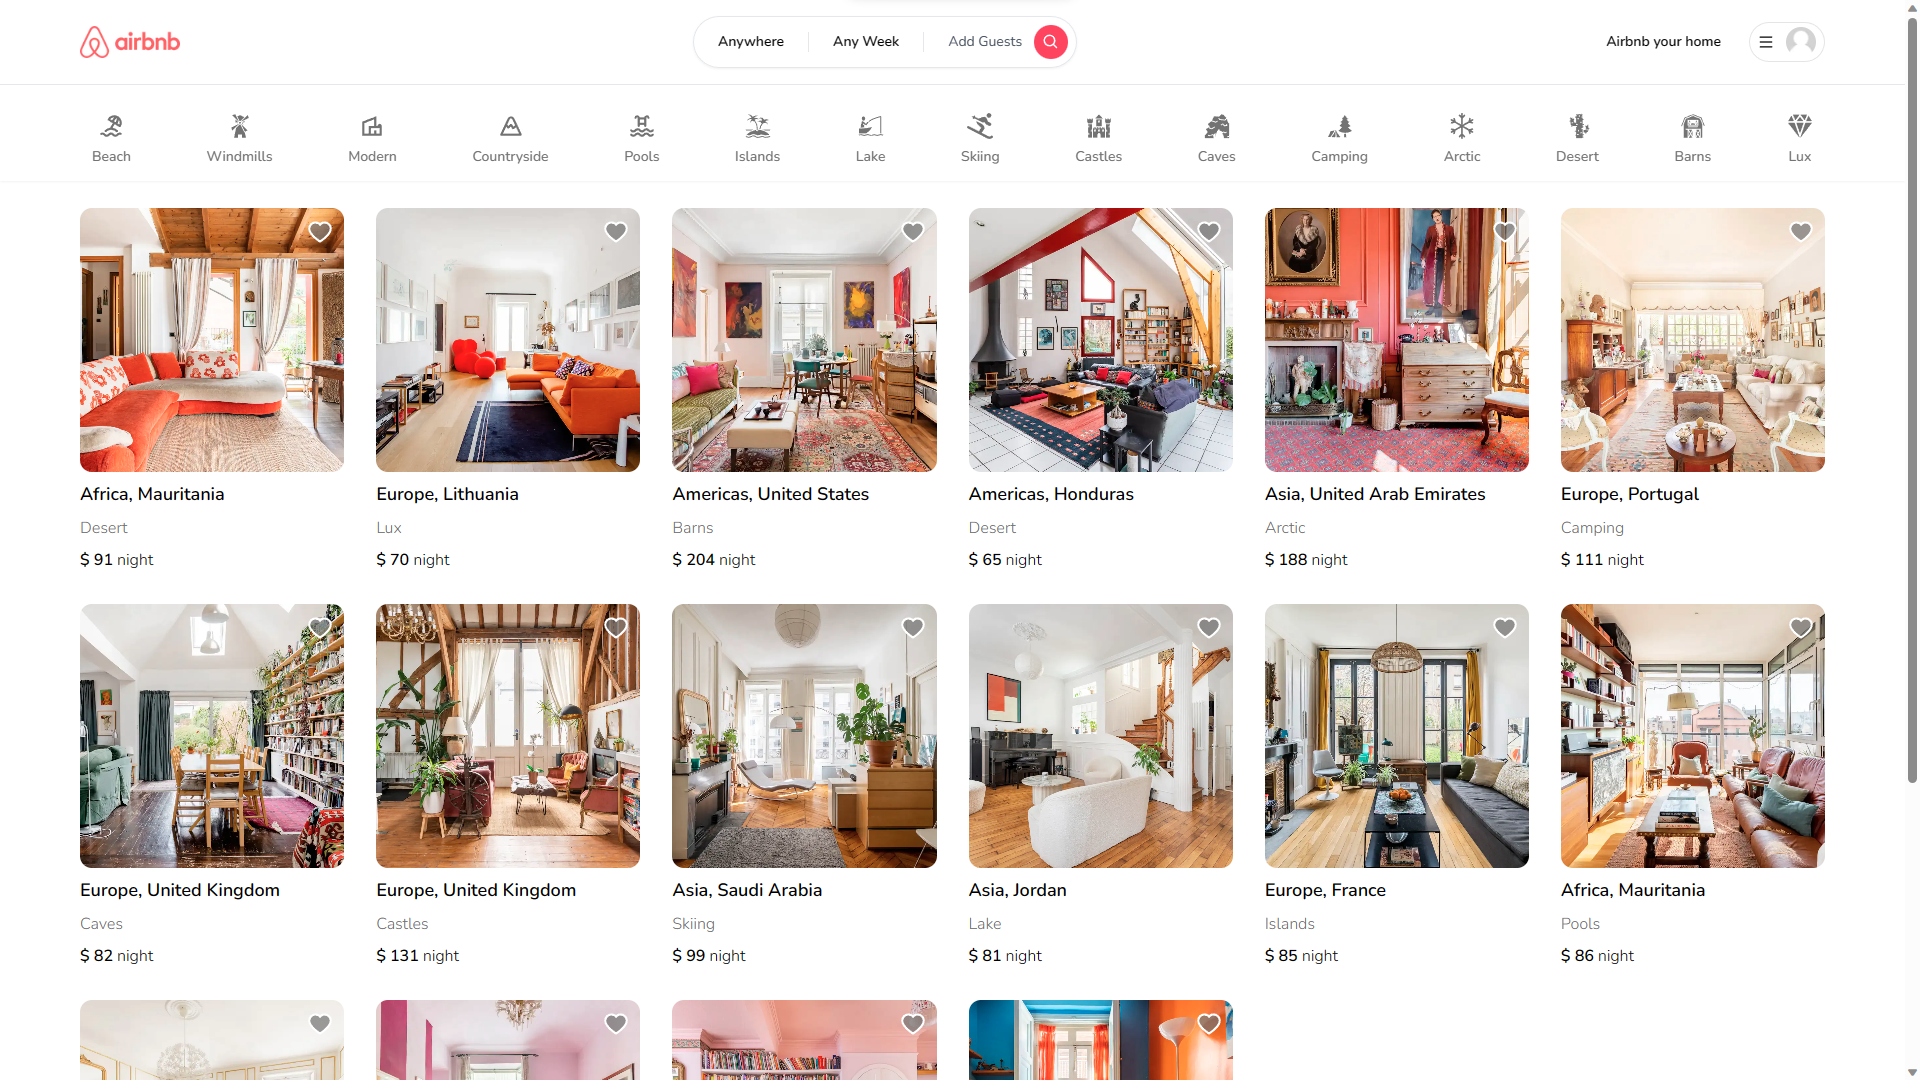 airbnb
Anywhere
Any Week
Add Guests
Airbnb your home
Beach
Windmills
Modern
Countryside
Pools
Islands
Lake
Skiing
Castles
Caves
Camping
Arctic
Desert
Barns
Lux
Africa, Mauritania
Desert
$ 91 night
Europe, Lithuania
Lux
$ 70 night
Americas, United States
Barns
$ 204 night
Americas, Honduras
Desert
$ 65 night
Asia, United Arab Emirates
Arctic
$ 188 night
Europe, Portugal
Camping
$ 111 night
Europe, United Kingdom
Caves
$ 82 night
Europe, United Kingdom
Castles
$ 131 night
Asia, Saudi Arabia
Skiing
$ 99 night
Asia, Jordan
Lake
$ 81 night
Europe, France
Islands
$ 85 night
Africa, Mauritania
Pools
$ 86 night